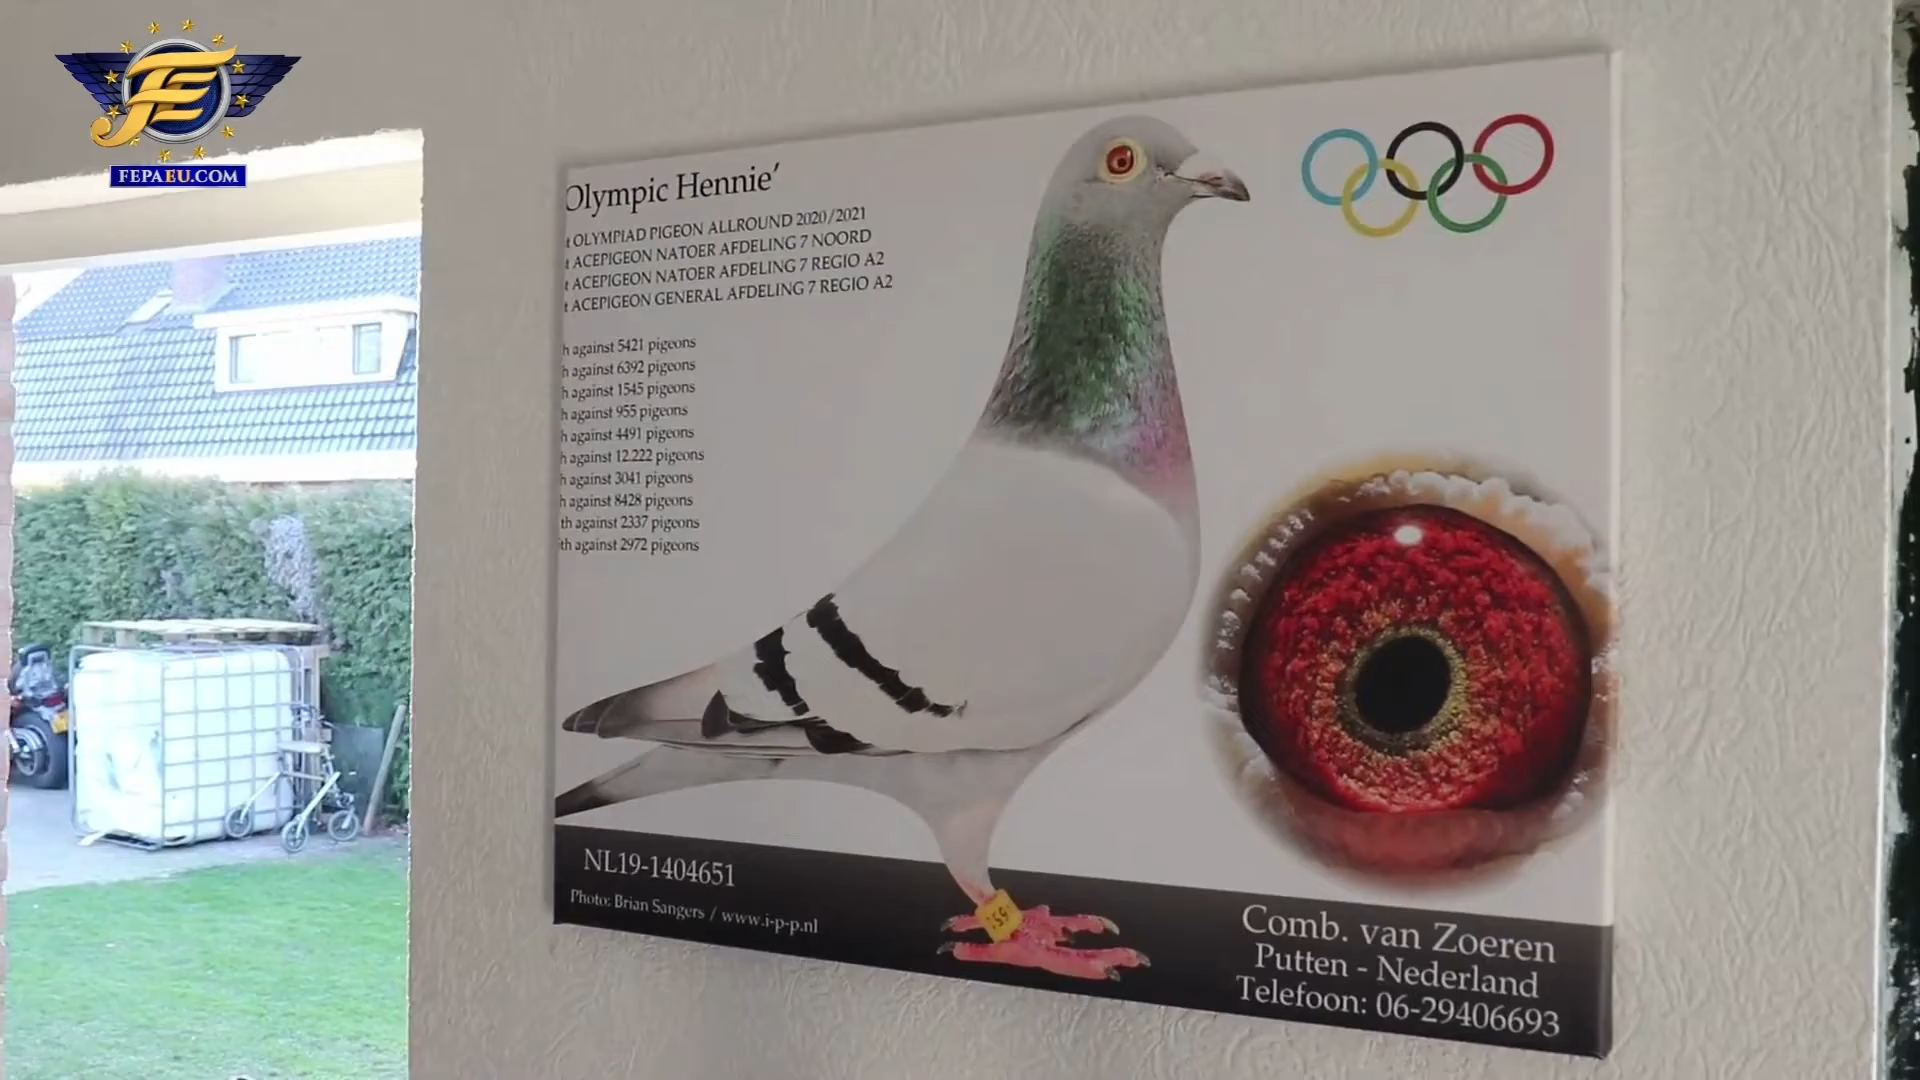 FEPAEU.COM
Olympic Hennie'
t OLYMPIAD PIGEON ALLROUND 2020/2021
t ACEPIGEON NATOER AFDELING 7 NOORD
t ACEPIGEON NATOER AFDELING 7 REGIO A2
t ACEPIGEON GENERAL AFDELING 7 REGIO A2
h against 5421 pigeons
h against 6392 pigeons
h against 1545 pigeons
h against 955 pigeons
h against 4491 pigeons
h against 12.222 pigeons
h against 3041 pigeons
h against 8428 pigeons
th against 2337 pigeons
th against 2972 pigeons
NL19-1404651
Photo: Brian Sangers / www.i-p-p.nl
Comb. van Zoeren
Putten - Nederland
Telefoon: 06-29406693